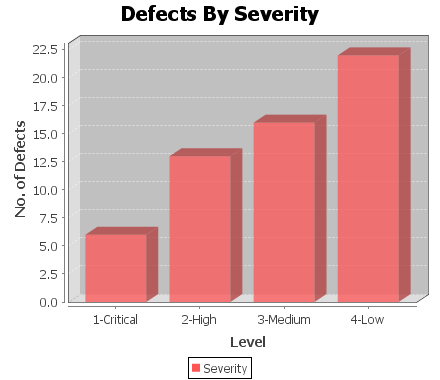 Defects By Severity
No. of Defects
22.5
20.0
17.5
15.0
12.5
10.0
7.5
5.0
2.5
0.0
1-Critical 2-High 3-Medium 4-Low
Level
Severity